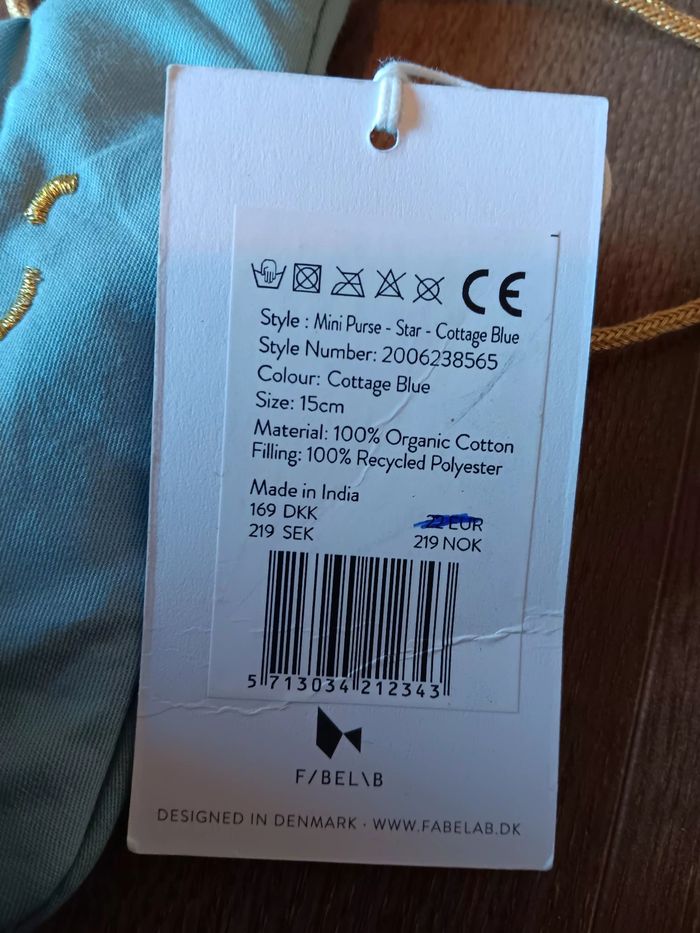 CE
Style : Mini Purse - Star - Cottage Blue
Style Number: 2006238565
Colour: Cottage Blue
Size: 15cm
Material: 100% Organic Cotton
Filling: 100% Recycled Polyester
Made in India
169 DKK 22 EUR
219 SEK 219 NOK
5 713034 212343
F/BEL\B
DESIGNED IN DENMARK · WWW.FABELAB.DK